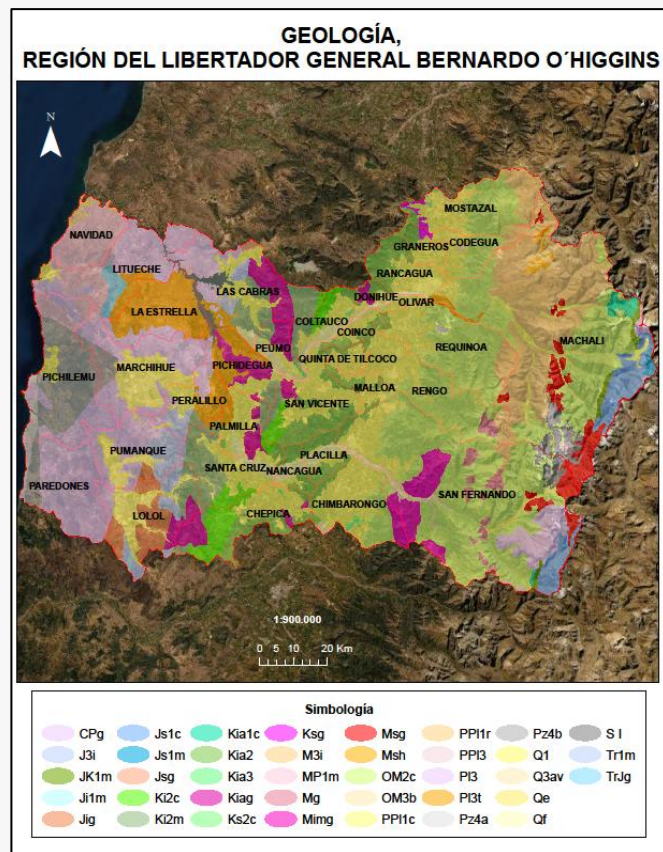 GEOLOGÍA,
REGIÓN DEL LIBERTADOR GENERAL BERNARDO O´HIGGINS
N
MOSTAZAL
NAVIDAD
GRANEROS
CODEGUA
LITUECHE
RANCAGUA
LAS CABRAS
DONIHUE
OLIVAR
LA ESTRELLA
COLTAUCO
COINCO
MACHALI
PEUMO
REQUINOA
QUINTA DE TILCOCO
MARCHIHUE
PICHIDEGUA
PICHILEMU
MALLOA
RENGO
PERALILLO
SAN VICENTE
PALMILLA
PUMANQUE
PLACILLA
SANTA CRUZ
NANCAGUA
PAREDONES
SAN FERNANDO
CHIMBARONGO
LOLOL
CHEPICA
1:900.000
0 5 10 20 Km
Simbología
CPg Js1c Kia1c Ksg Msg PPl1r Pz4b S I
J3i Js1m Kia2 M3i Msh PPl3 Q1 Tr1m
JK1m Jsg Kia3 MP1m OM2c Pl3 Q3av TrJg
Ji1m Ki2c Kiag Mg OM3b Pl3t Qe
Jig Ki2m Ks2c Mimg PPl1c Pz4a Qf